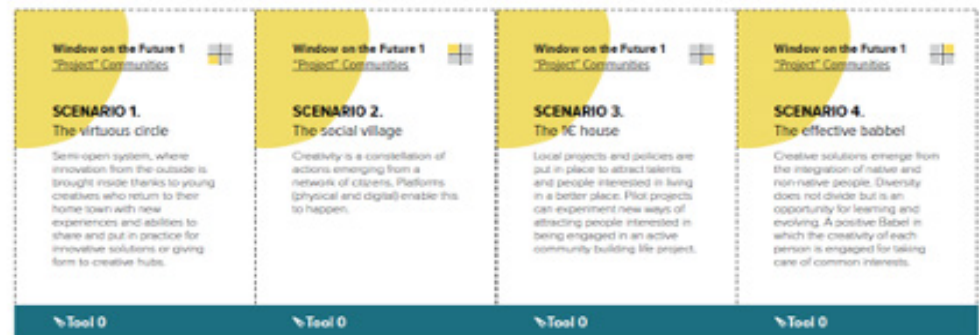 Window on the Future 1
"Project" Communities
SCENARIO 1.
The virtuous circle
Semi-open system, where
innovation from the outside is
brought inside thanks to young
creatives who return to their
home town with new
experiences and abilities to
share and put in practice for
innovative solutions or giving
form to creative hubs.
Tool 0
Window on the Future 1
"Project" Communities
SCENARIO 2.
The social village
Creativity is a constellation of
actions emerging from a
network of citizens. Platforms
(physical and digital) enable this
to happen.
Tool 0
Window on the Future 1
"Project" Communities
SCENARIO 3.
The 1€ house
Local projects and policies are
put in place to attract talents
and people interested in living
in a better place. Pilot projects
can experiment new ways of
attracting people interested in
being engaged in an active
community building life project.
Tool 0
Window on the Future 1
"Project" Communities
SCENARIO 4.
The effective babbel
Creative solutions emerge from
the integration of native and
non-native people. Diversity
does not divide but is an
opportunity for learning and
evolving. A positive Babel in
which the creativity of each
person is engaged for taking
care of common interests.
Tool 0